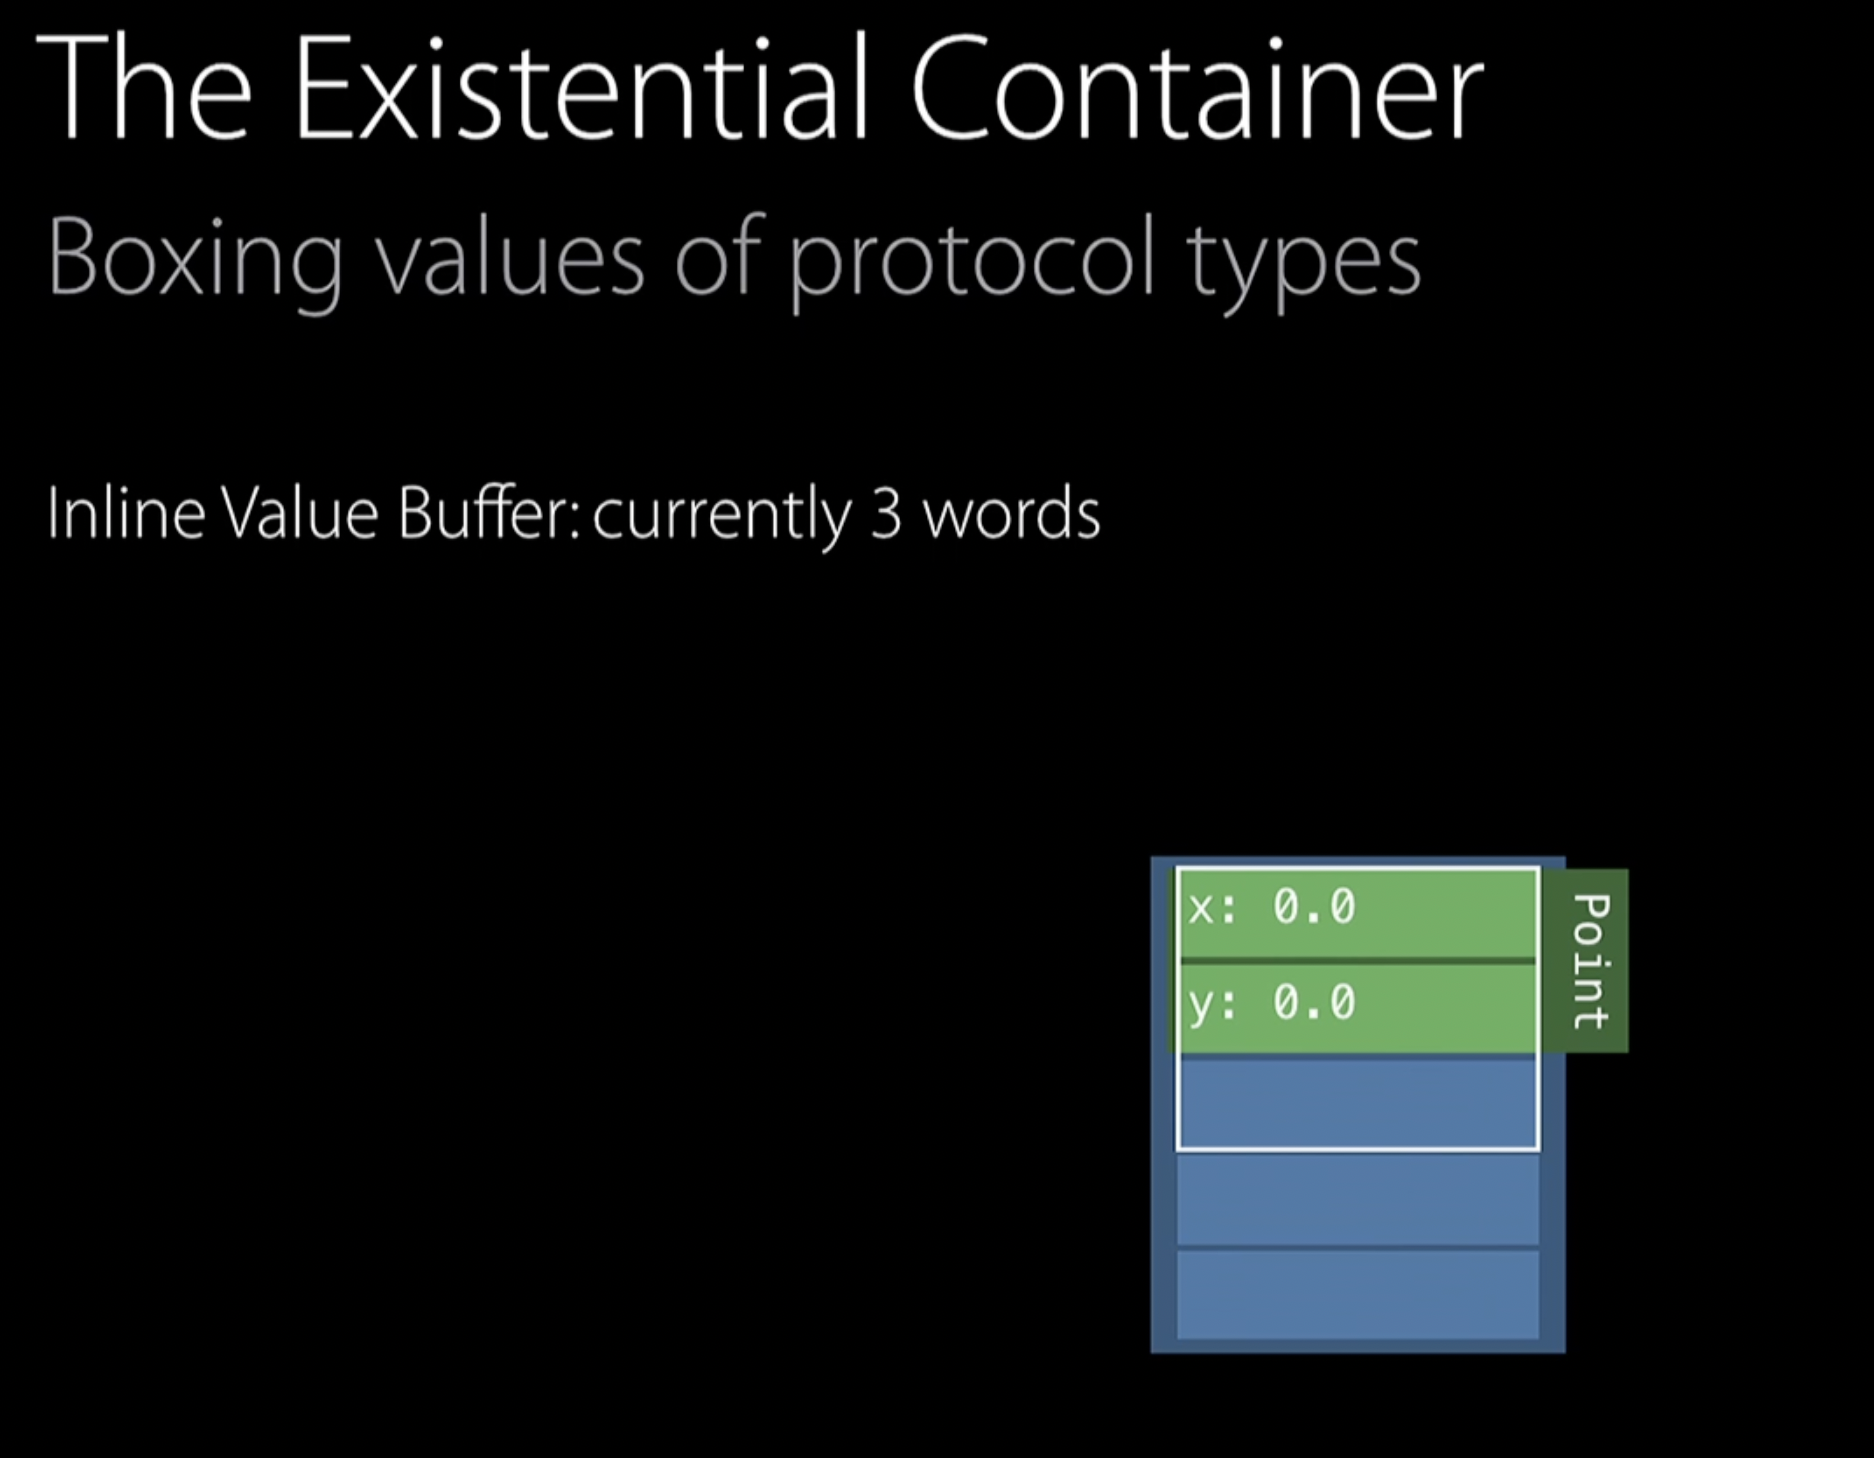 The Existential Container
Boxing values of protocol types
Inline Value Buffer: currently 3 words
x: 0.0
y: 0.0
Point